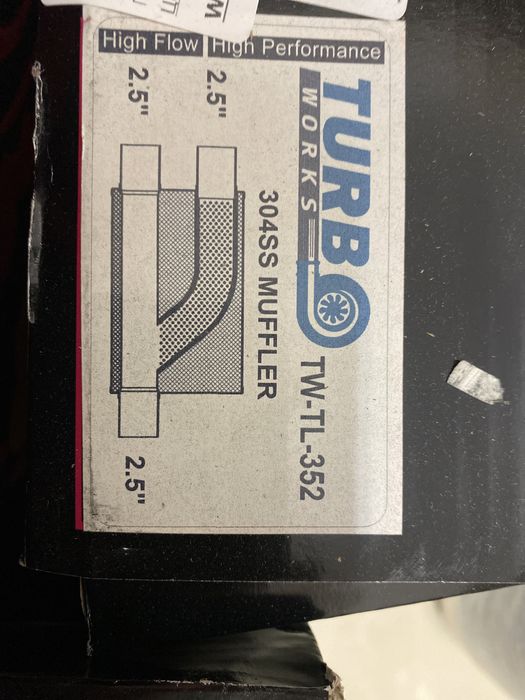 High Flow
High Performance
TURBO
WORKS
TW-TL-352
304SS MUFFLER
2.5"
2.5"
2.5"